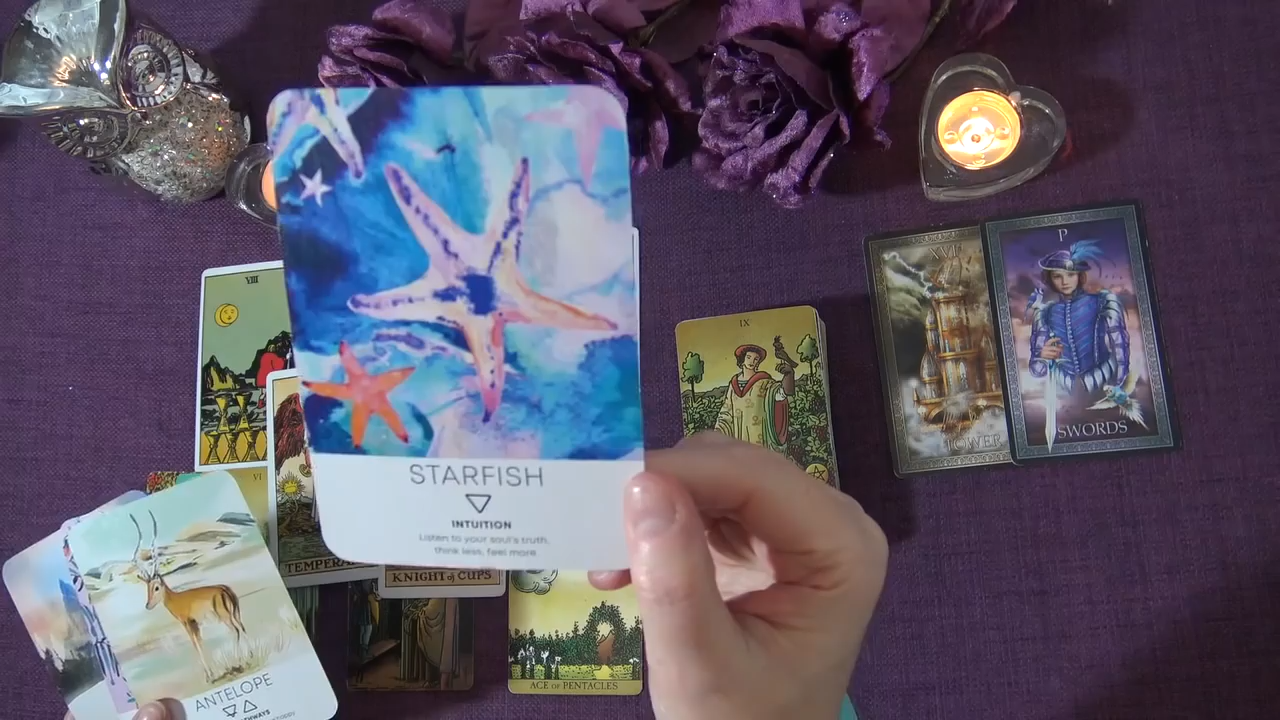 STARFISH
INTUITION
Listen to your soul's truth,
think less, feel more.
VIII
VI
TEMPERA
KNIGHT of CUPS
ACE of PENTACLES
IX
XVI
TOWER
P
SWORDS
ANTELOPE